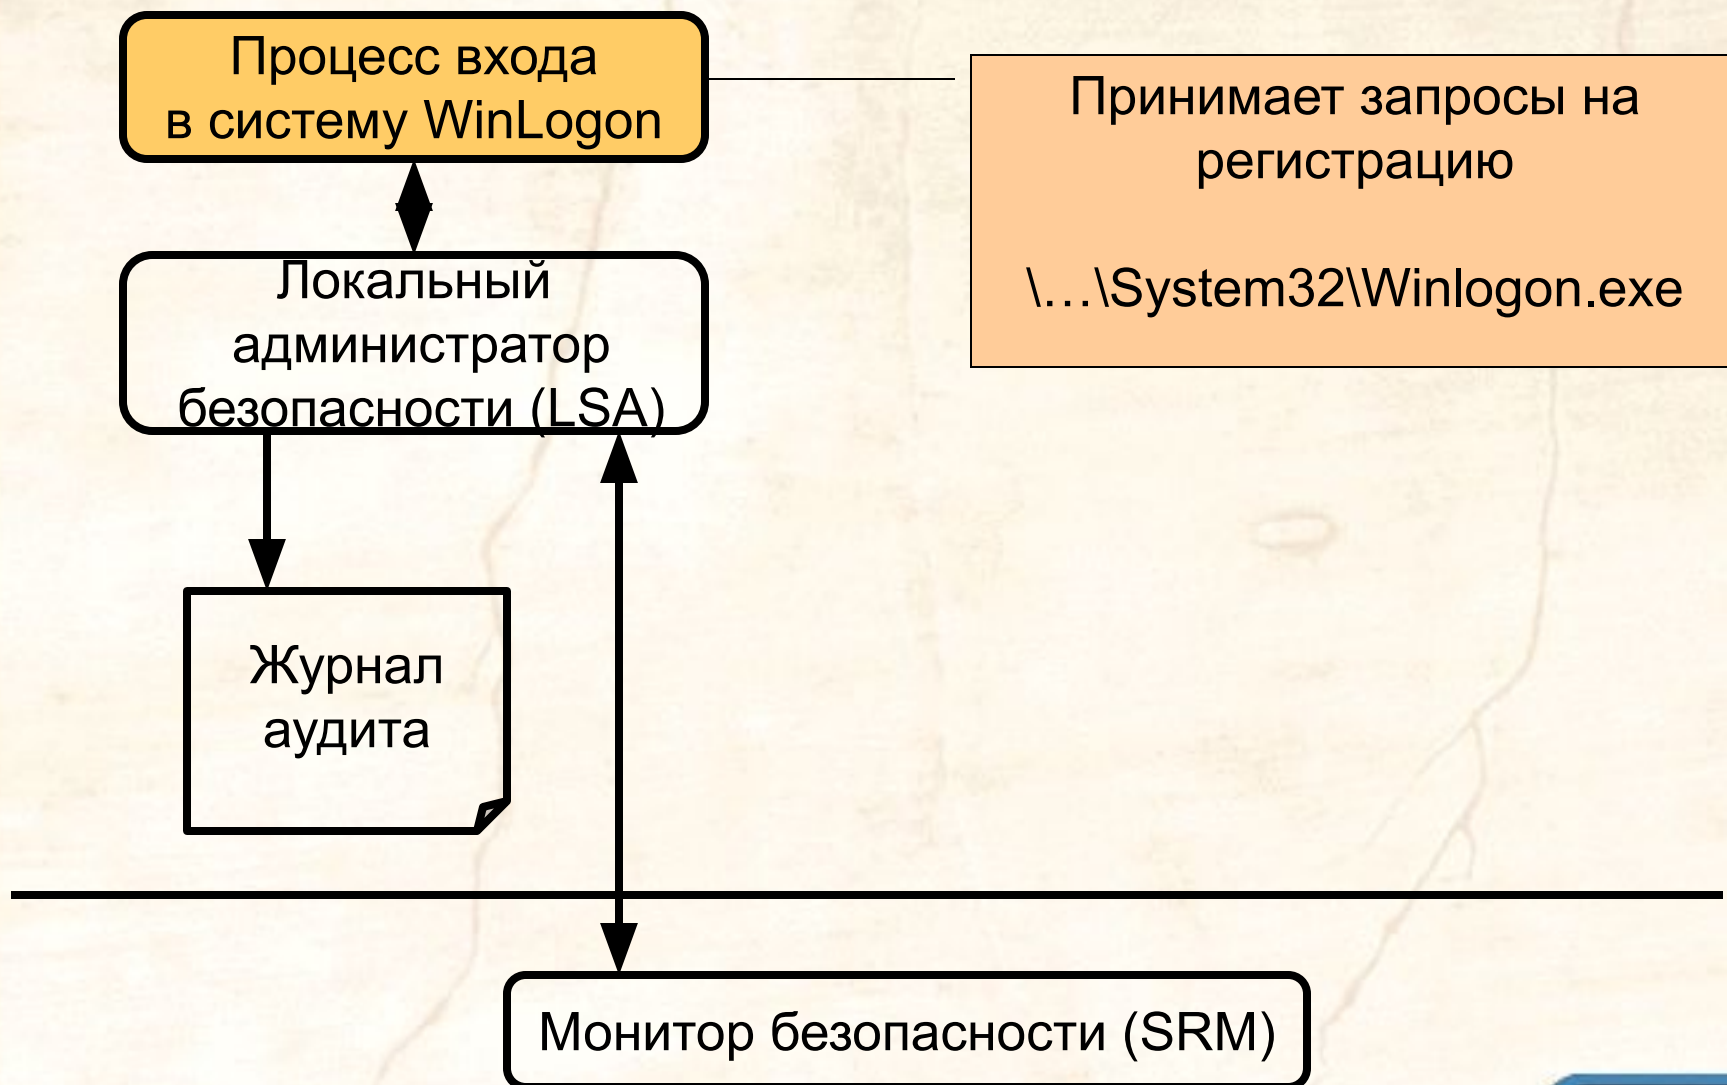 Процесс входа
в систему WinLogon
Принимает запросы на
регистрацию
\…\System32\Winlogon.exe
Локальный
администратор
безопасности (LSA)
Журнал
аудита
Монитор безопасности (SRM)